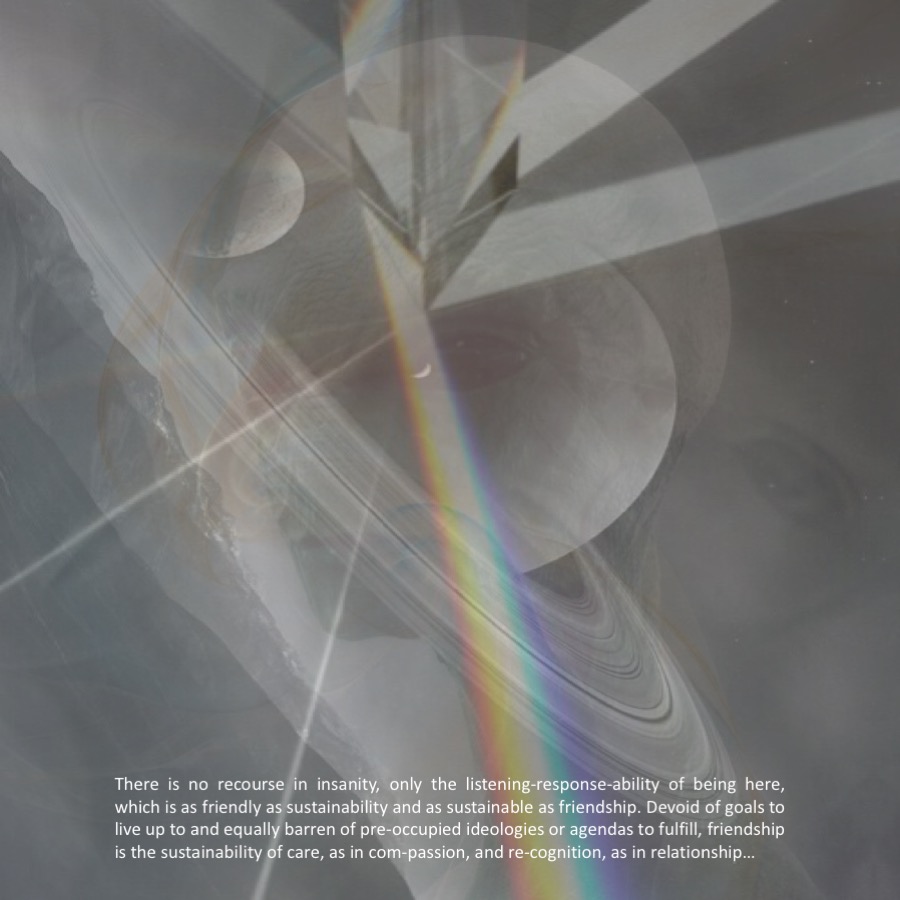 There is no recourse in insanity, only the listening-response-ability of being here,
which is as friendly as sustainability and as sustainable as friendship. Devoid of goals to
live up to and equally barren of pre-occupied ideologies or agendas to fulfill, friendship
is the sustainability of care, as in com-passion, and re-cognition, as in relationship...